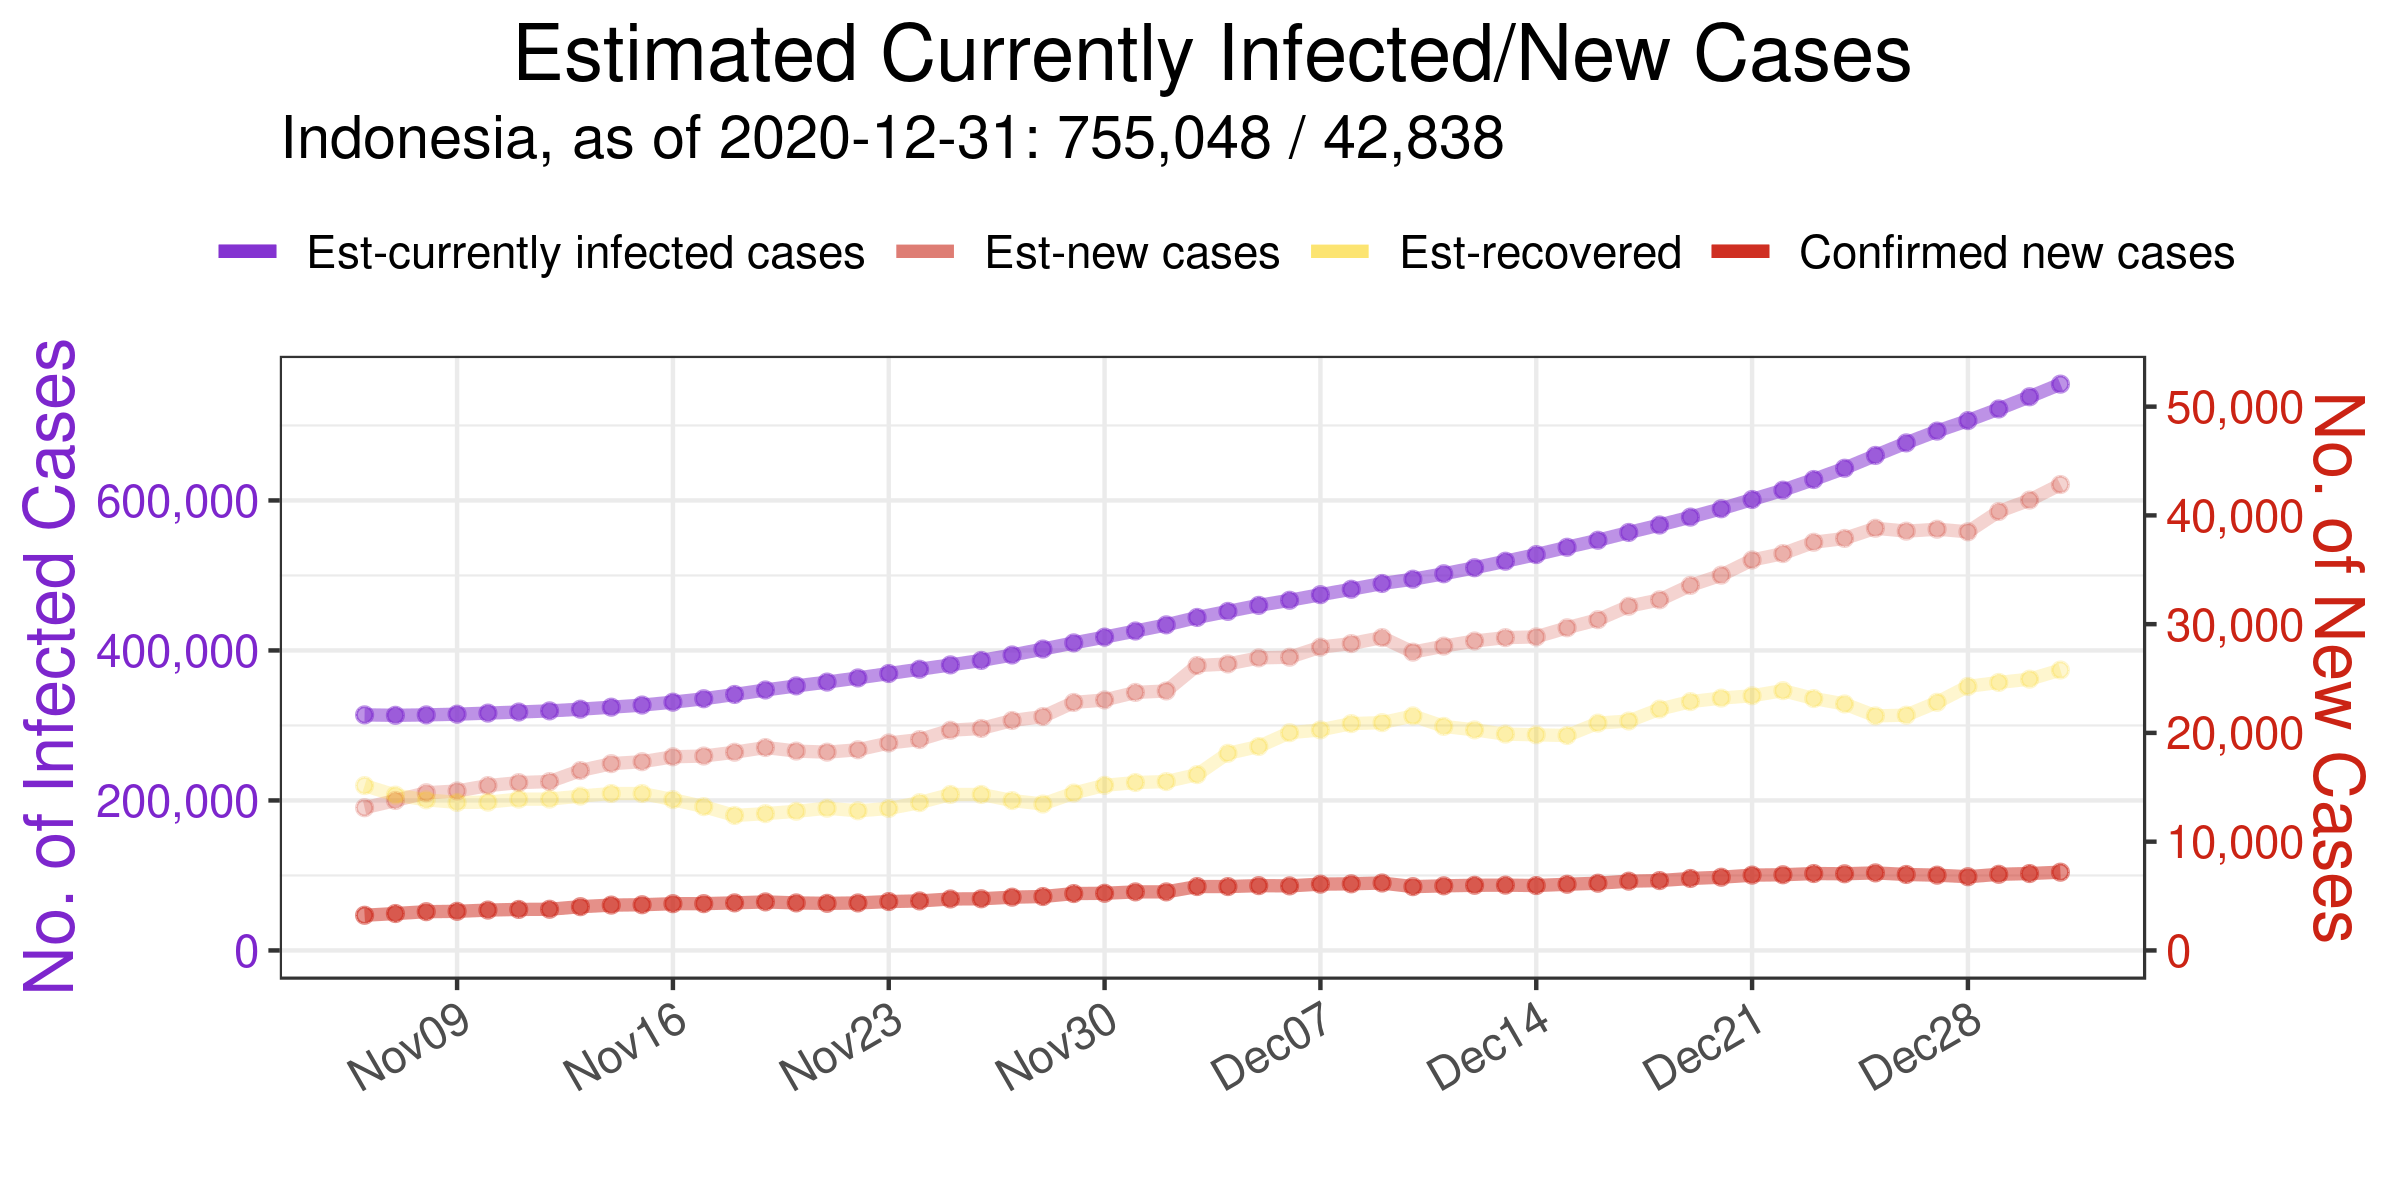 Estimated Currently Infected/New Cases
Indonesia, as of 2020-12-31: 755,048 / 42,838
Est-currently infected cases Est-new cases Est-recovered Confirmed new cases
No. of Infected Cases
600,000
400,000
200,000
0
50,000
40,000
30,000
20,000
10,000
0
No. of New Cases
Nov09 Nov16 Nov23 Nov30 Dec07 Dec14 Dec21 Dec28